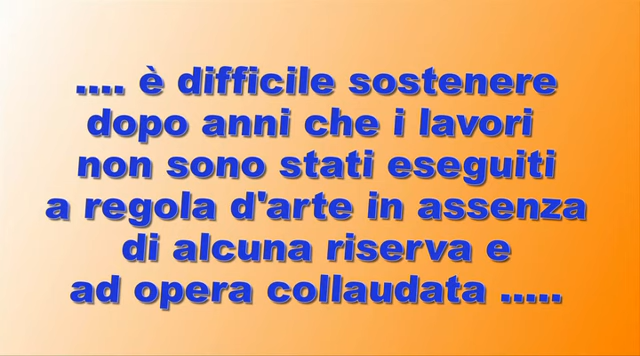 .... è difficile sostenere
dopo anni che i lavori
non sono stati eseguiti
a regola d'arte in assenza
di alcuna riserva e
ad opera collaudata .....